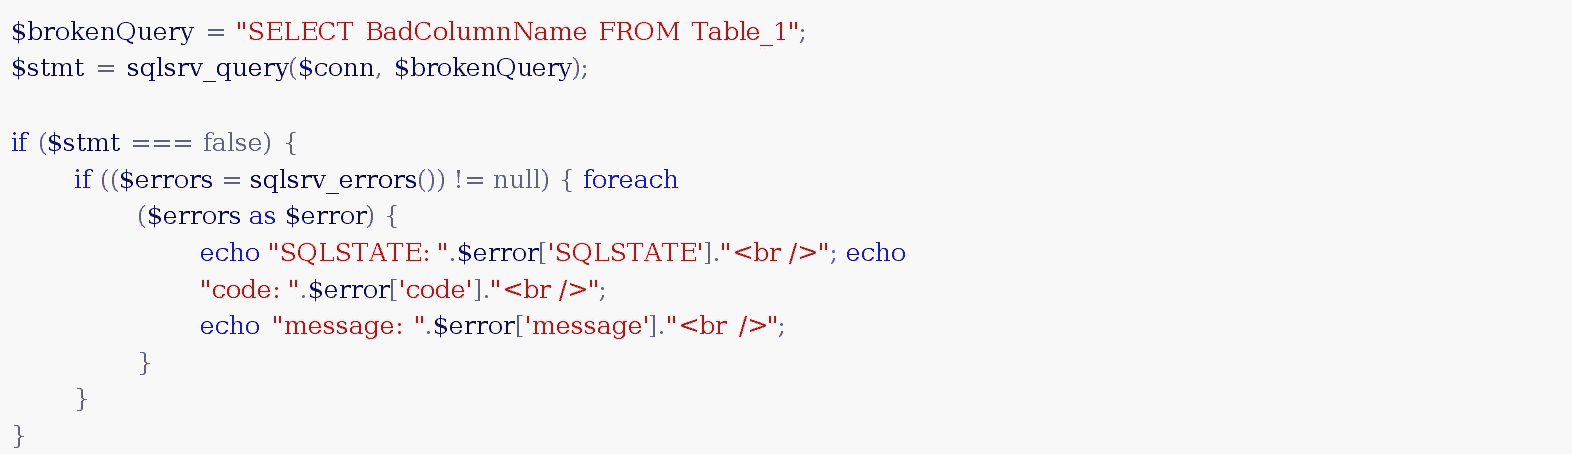 $brokenQuery = "SELECT BadColumnName FROM Table_1";
$stmt = sqlsrv_query($conn, $brokenQuery);

if ($stmt === false) {
    if (($errors = sqlsrv_errors()) != null) { foreach
        ($errors as $error) {
            echo "SQLSTATE: ".$error['SQLSTATE']."<br />"; echo
            "code: ".$error['code']."<br />";
            echo "message: ".$error['message']."<br />";
        }
    }
}